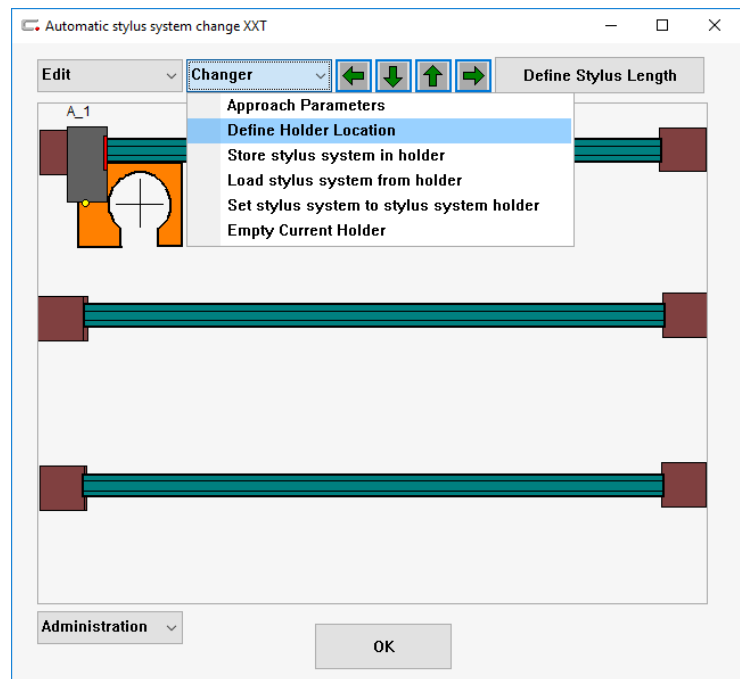 Automatic stylus system change XXT
Edit
Changer
Define Stylus Length
Approach Parameters
Define Holder Location
Store stylus system in holder
Load stylus system from holder
Set stylus system to stylus system holder
Empty Current Holder
A_1
Administration
OK